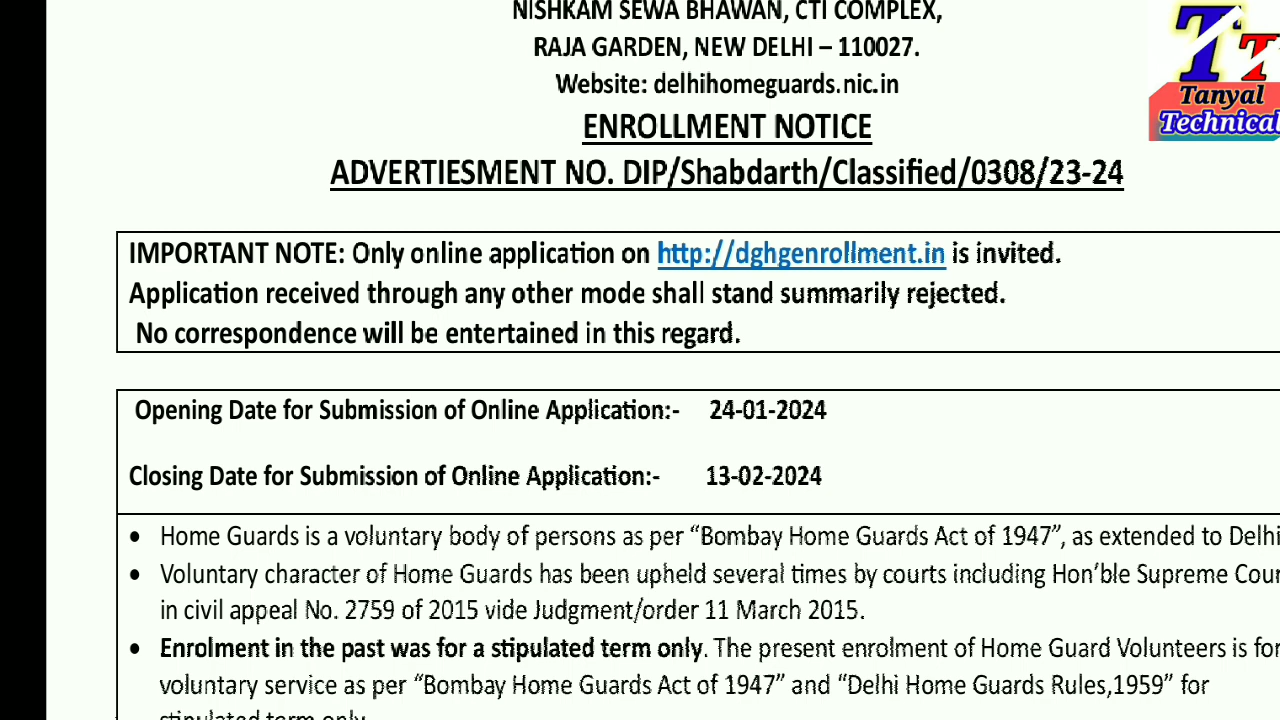 NISHKAM SEWA BHAWAN, CTI COMPLEX,
RAJA GARDEN, NEW DELHI – 110027.
Website: delhihomeguards.nic.in
ENROLLMENT NOTICE
ADVERTIESMENT NO. DIP/Shabdarth/Classified/0308/23-24
TT
Tanyal
Technical
IMPORTANT NOTE: Only online application on http://dghgenrollment.in is invited.
Application received through any other mode shall stand summarily rejected.
No correspondence will be entertained in this regard.
Opening Date for Submission of Online Application:- 24-01-2024
Closing Date for Submission of Online Application:- 13-02-2024
• Home Guards is a voluntary body of persons as per “Bombay Home Guards Act of 1947”, as extended to Delhi
• Voluntary character of Home Guards has been upheld several times by courts including Hon’ble Supreme Cour
in civil appeal No. 2759 of 2015 vide Judgment/order 11 March 2015.
• Enrolment in the past was for a stipulated term only. The present enrolment of Home Guard Volunteers is for
voluntary service as per “Bombay Home Guards Act of 1947” and “Delhi Home Guards Rules,1959” for
stipulated term only